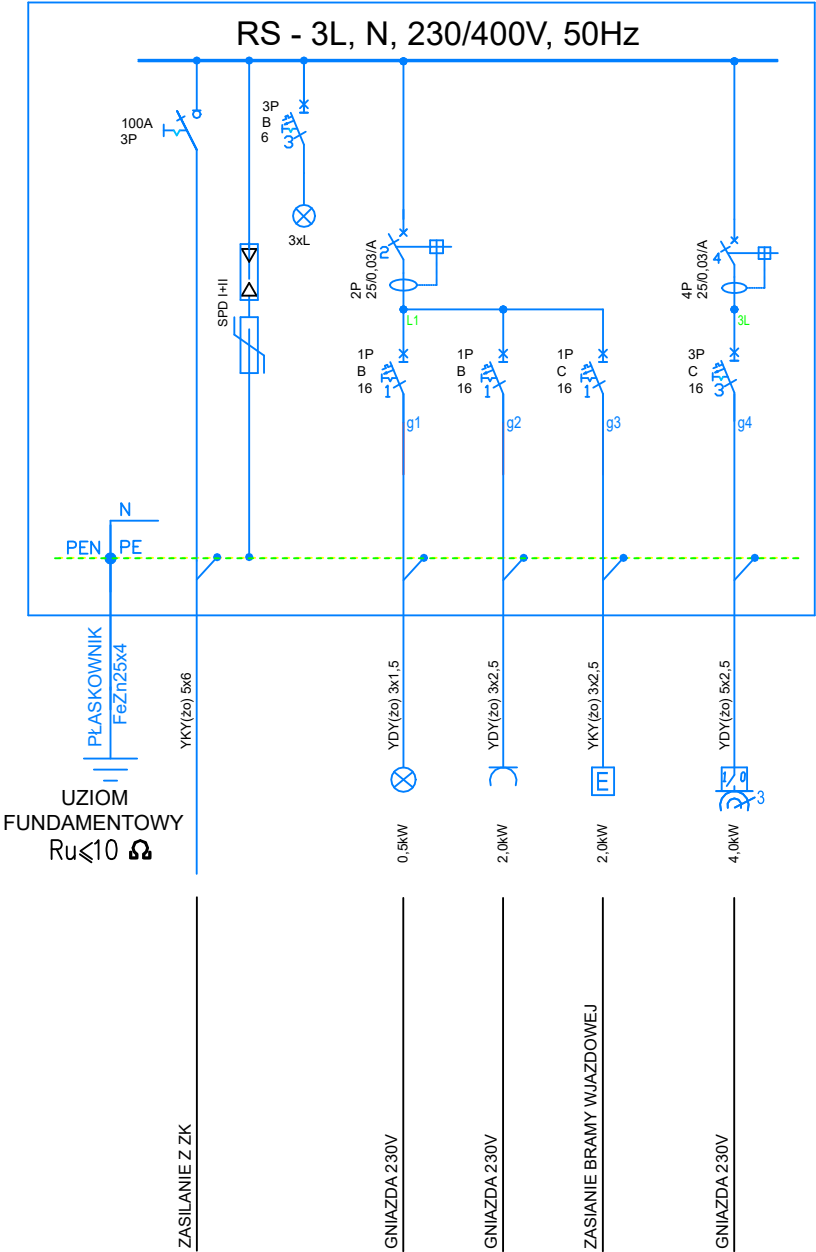 RS - 3L, N, 230/400V, 50Hz
100A
3P
3P
B
6
3
3xL
SPD I+II
2
2P
25/0,03/A
L1
4
4P
25/0,03/A
3L
1P
B
16
1
g1
1P
B
16
1
g2
1P
C
16
1
g3
3P
C
16
3
g4
N
PEN
PE
PŁASKOWNIK
FeZn25x4
UZIOM
FUNDAMENTOWY
Ru⩽10 Ω
YKY(żo) 5x6
YDY(żo) 3x1,5
YDY(żo) 3x2,5
YKY(żo) 3x2,5
YDY(żo) 5x2,5
E
1 0
3
0,5kW
2,0kW
2,0kW
4,0kW
ZASILANIE Z ZK
GNIAZDA 230V
GNIAZDA 230V
ZASIANIE BRAMY WJAZDOWEJ
GNIAZDA 230V